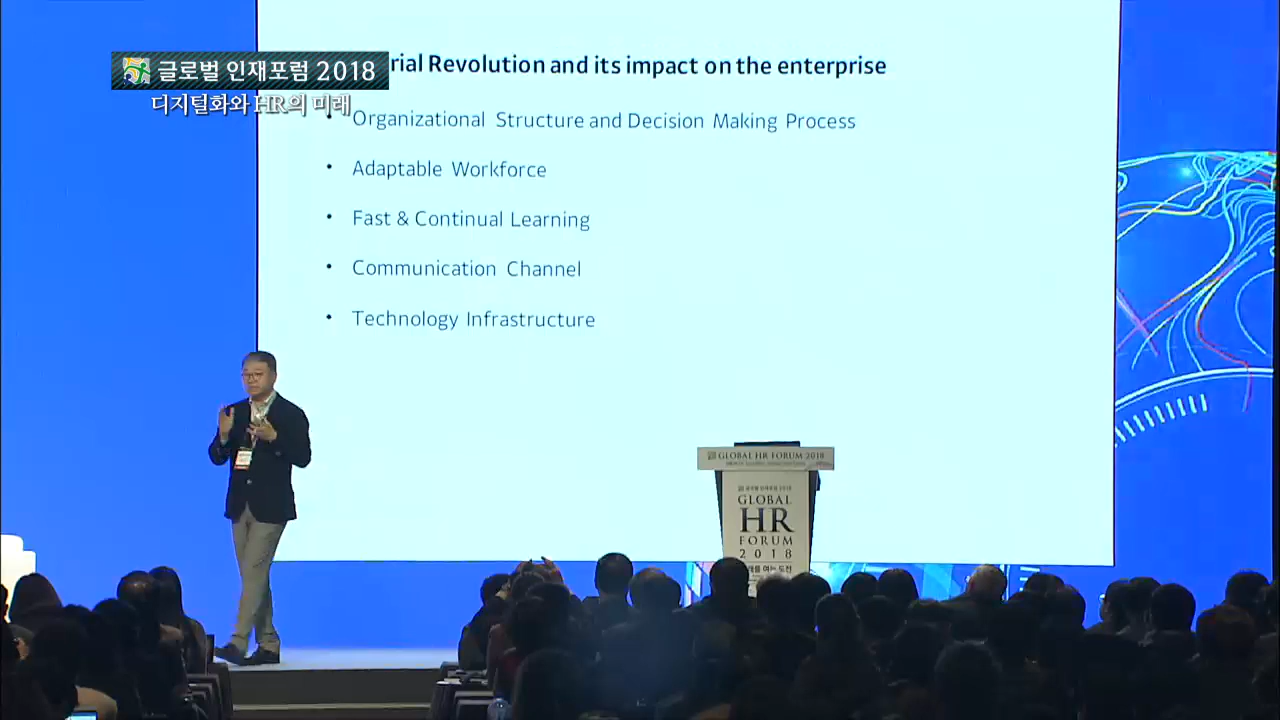 글로벌 인재포럼 2018
디지털화와 HR의 미래
rial Revolution and its impact on the enterprise
• Organizational Structure and Decision Making Process
• Adaptable Workforce
• Fast & Continual Learning
• Communication Channel
• Technology Infrastructure
GLOBAL HR FORUM 2018
GLOBAL
HR
FORUM
2018